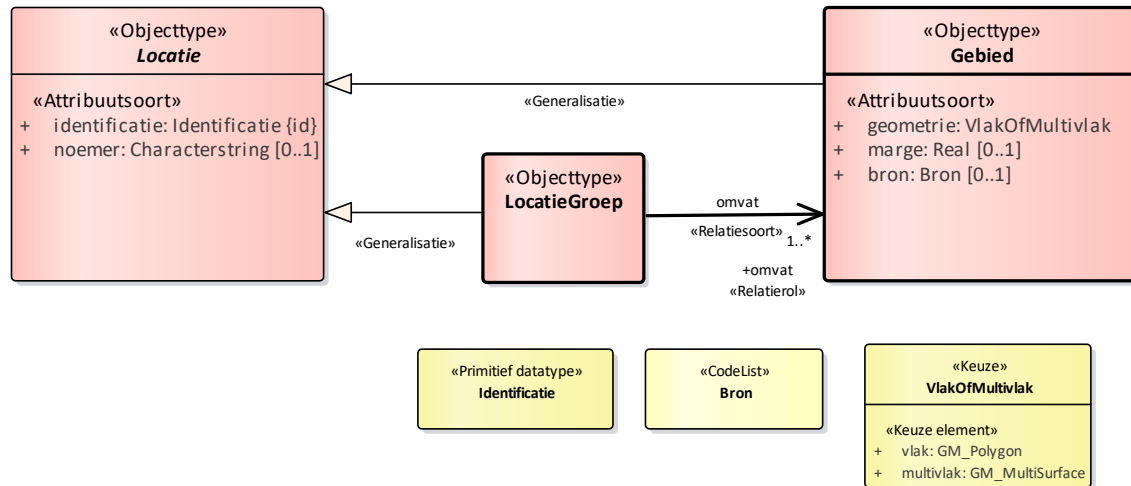 «Objecttype»
Locatie
«Attribuutsoort»
+ identificatie: Identificatie {id}
+ noemer: Characterstring [0..1]
«Generalisatie»
«Objecttype»
Gebied
«Attribuutsoort»
+ geometrie: VlakOfMultivlak
+ marge: Real [0..1]
+ bron: Bron [0..1]
«Objecttype»
LocatieGroep
«Generalisatie»
omvat
«Relatiesoort»
1..*
+omvat
«Relatierol»
«Primitief datatype»
Identificatie
«CodeList»
Bron
«Keuze»
VlakOfMultivlak
«Keuze element»
+ vlak: GM_Polygon
+ multivlak: GM_MultiSurface